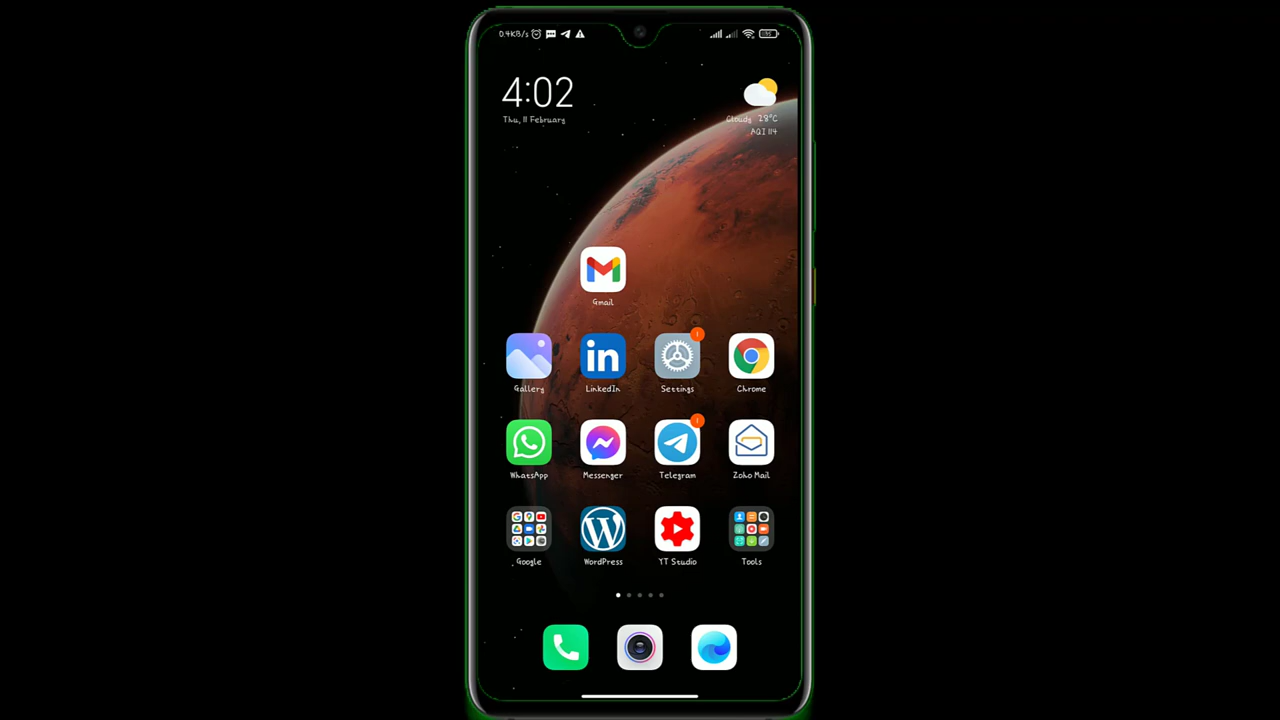 0.4KB/s
4:02
Thu, 11 February
Cloudy 28°C
AQI 114
Gmail
Gallery
LinkedIn
Settings
Chrome
WhatsApp
Messenger
Telegram
Zoho Mail
Google
WordPress
YT Studio
Tools